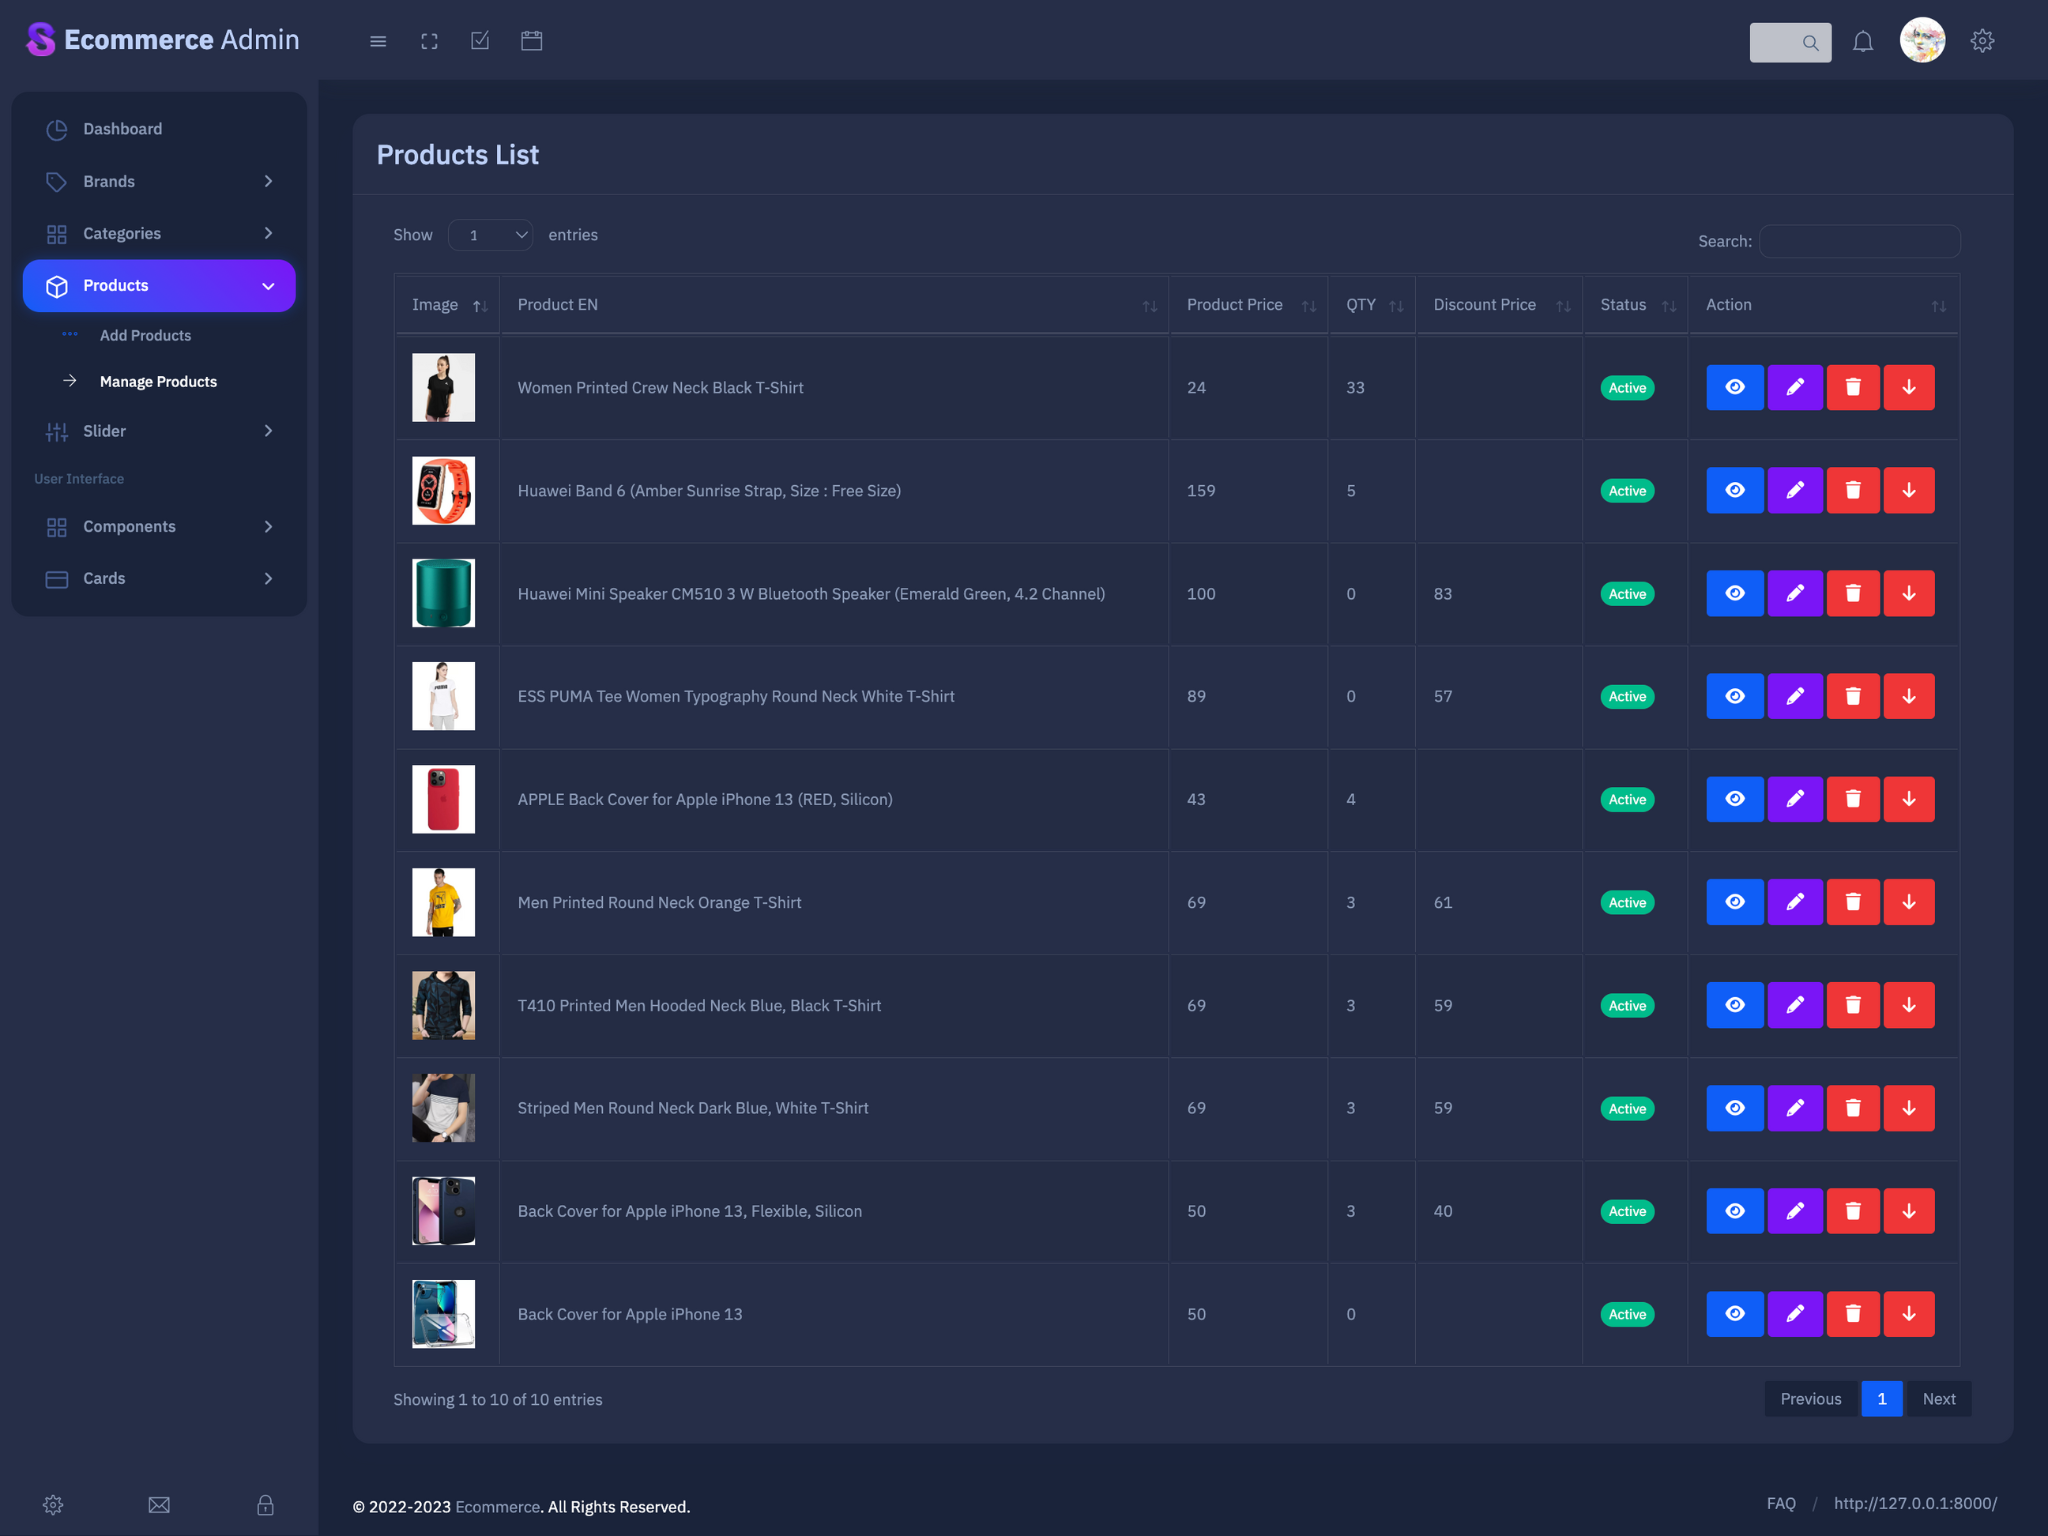 Ecommerce Admin
Dashboard
Brands
Categories
Products
Add Products
Manage Products
Slider
User Interface
Components
Cards
Products List
Show 1 entries
Search:
Image Product EN Product Price QTY Discount Price Status Action
Women Printed Crew Neck Black T-Shirt 24 33 Active
Huawei Band 6 (Amber Sunrise Strap, Size : Free Size) 159 5 Active
Huawei Mini Speaker CM510 3 W Bluetooth Speaker (Emerald Green, 4.2 Channel) 100 0 83 Active
ESS PUMA Tee Women Typography Round Neck White T-Shirt 89 0 57 Active
APPLE Back Cover for Apple iPhone 13 (RED, Silicon) 43 4 Active
Men Printed Round Neck Orange T-Shirt 69 3 61 Active
T410 Printed Men Hooded Neck Blue, Black T-Shirt 69 3 59 Active
Striped Men Round Neck Dark Blue, White T-Shirt 69 3 59 Active
Back Cover for Apple iPhone 13, Flexible, Silicon 50 3 40 Active
Back Cover for Apple iPhone 13 50 0 Active
Showing 1 to 10 of 10 entries
Previous 1 Next
© 2022-2023 Ecommerce. All Rights Reserved.
FAQ / http://127.0.0.1:8000/